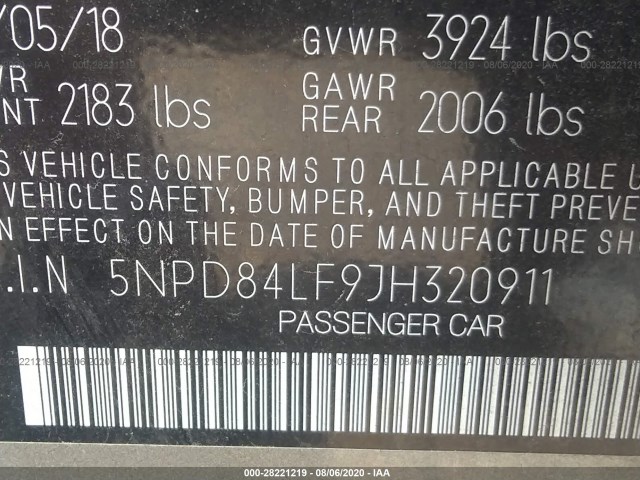 /05/18
GVWR 3924 lbs
WR
NT 2183 lbs
GAWR
REAR 2006 lbs
S VEHICLE CONFORMS TO ALL APPLICABLE U
VEHICLE SAFETY, BUMPER, AND THEFT PREVE
N EFFECT ON THE DATE OF MANUFACTURE SH
.I.N 5NPD84LF9JH320911
PASSENGER CAR
000-28221219 - 08/06/2020 - IAA